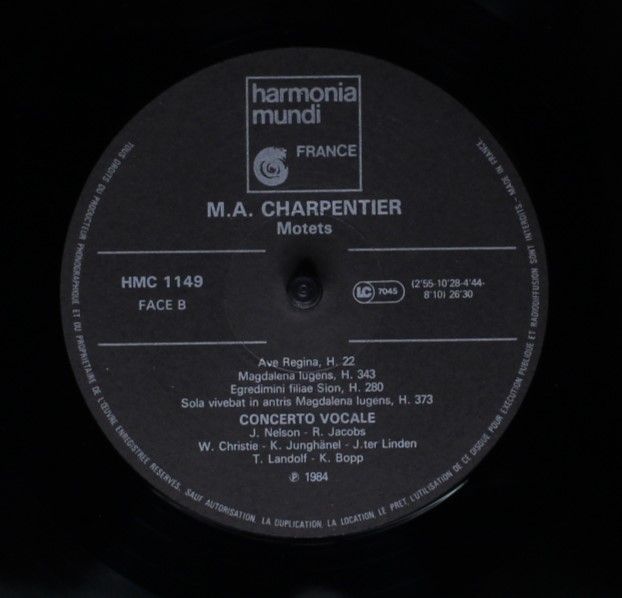 harmonia
mundi
FRANCE
M.A. CHARPENTIER
Motets
HMC 1149
FACE B
LC 7045
(2'55-10'28-4'44-
8'10) 26'30
Ave Regina, H. 22
Magdalena lugens, H. 343
Egredimini filiae Sion, H. 280
Sola vivebat in antris Magdalena lugens, H. 373
CONCERTO VOCALE
J. Nelson - R. Jacobs
W. Christie - K. Junghänel - J.ter Linden
T. Landolf - K. Bopp
℗ 1984
TOUS DROITS DU PRODUCTEUR PHONOGRAPHIQUE ET DU PROPRIETAIRE DE L'ŒUVRE ENREGISTREE RESERVES. SAUF AUTORISATION, LA DUPLICATION, LA LOCATION, LE PRET, L'UTILISATION DE CE DISQUE POUR EXECUTION PUBLIQUE ET RADIODIFFUSION SONT INTERDITS - MADE IN FRANCE